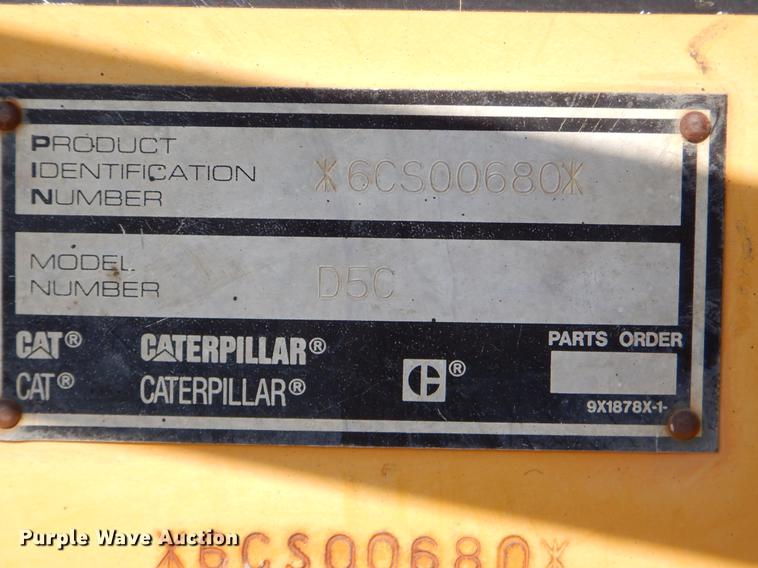 PRODUCT
IDENTIFICATION
NUMBER
*6CS00680*
MODEL
NUMBER
D5C
CAT® CATERPILLAR®
CAT® CATERPILLAR® ®
PARTS ORDER
9X1878X-1-
*6CS00680*
Purple Wave Auction